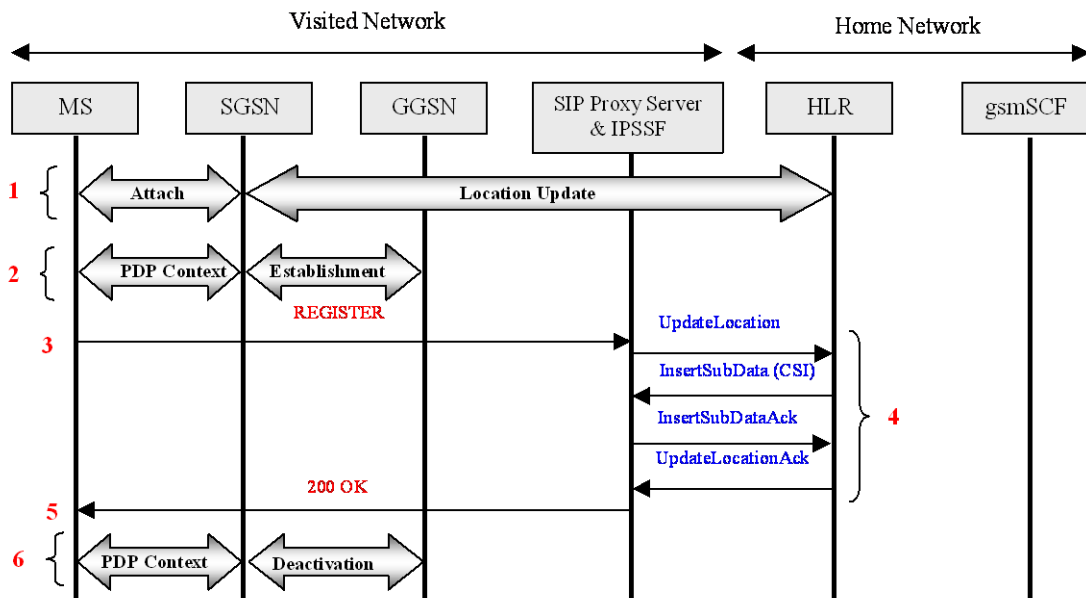 Visited Network
Home Network
MS
SGSN
GGSN
SIP Proxy Server
& IPSSF
HLR
gsmSCF
1
Attach
Location Update
2
PDP Context
Establishment
REGISTER
3
UpdateLocation
InsertSubData (CSI)
4
InsertSubDataAck
UpdateLocationAck
200 OK
5
6
PDP Context
Deactivation